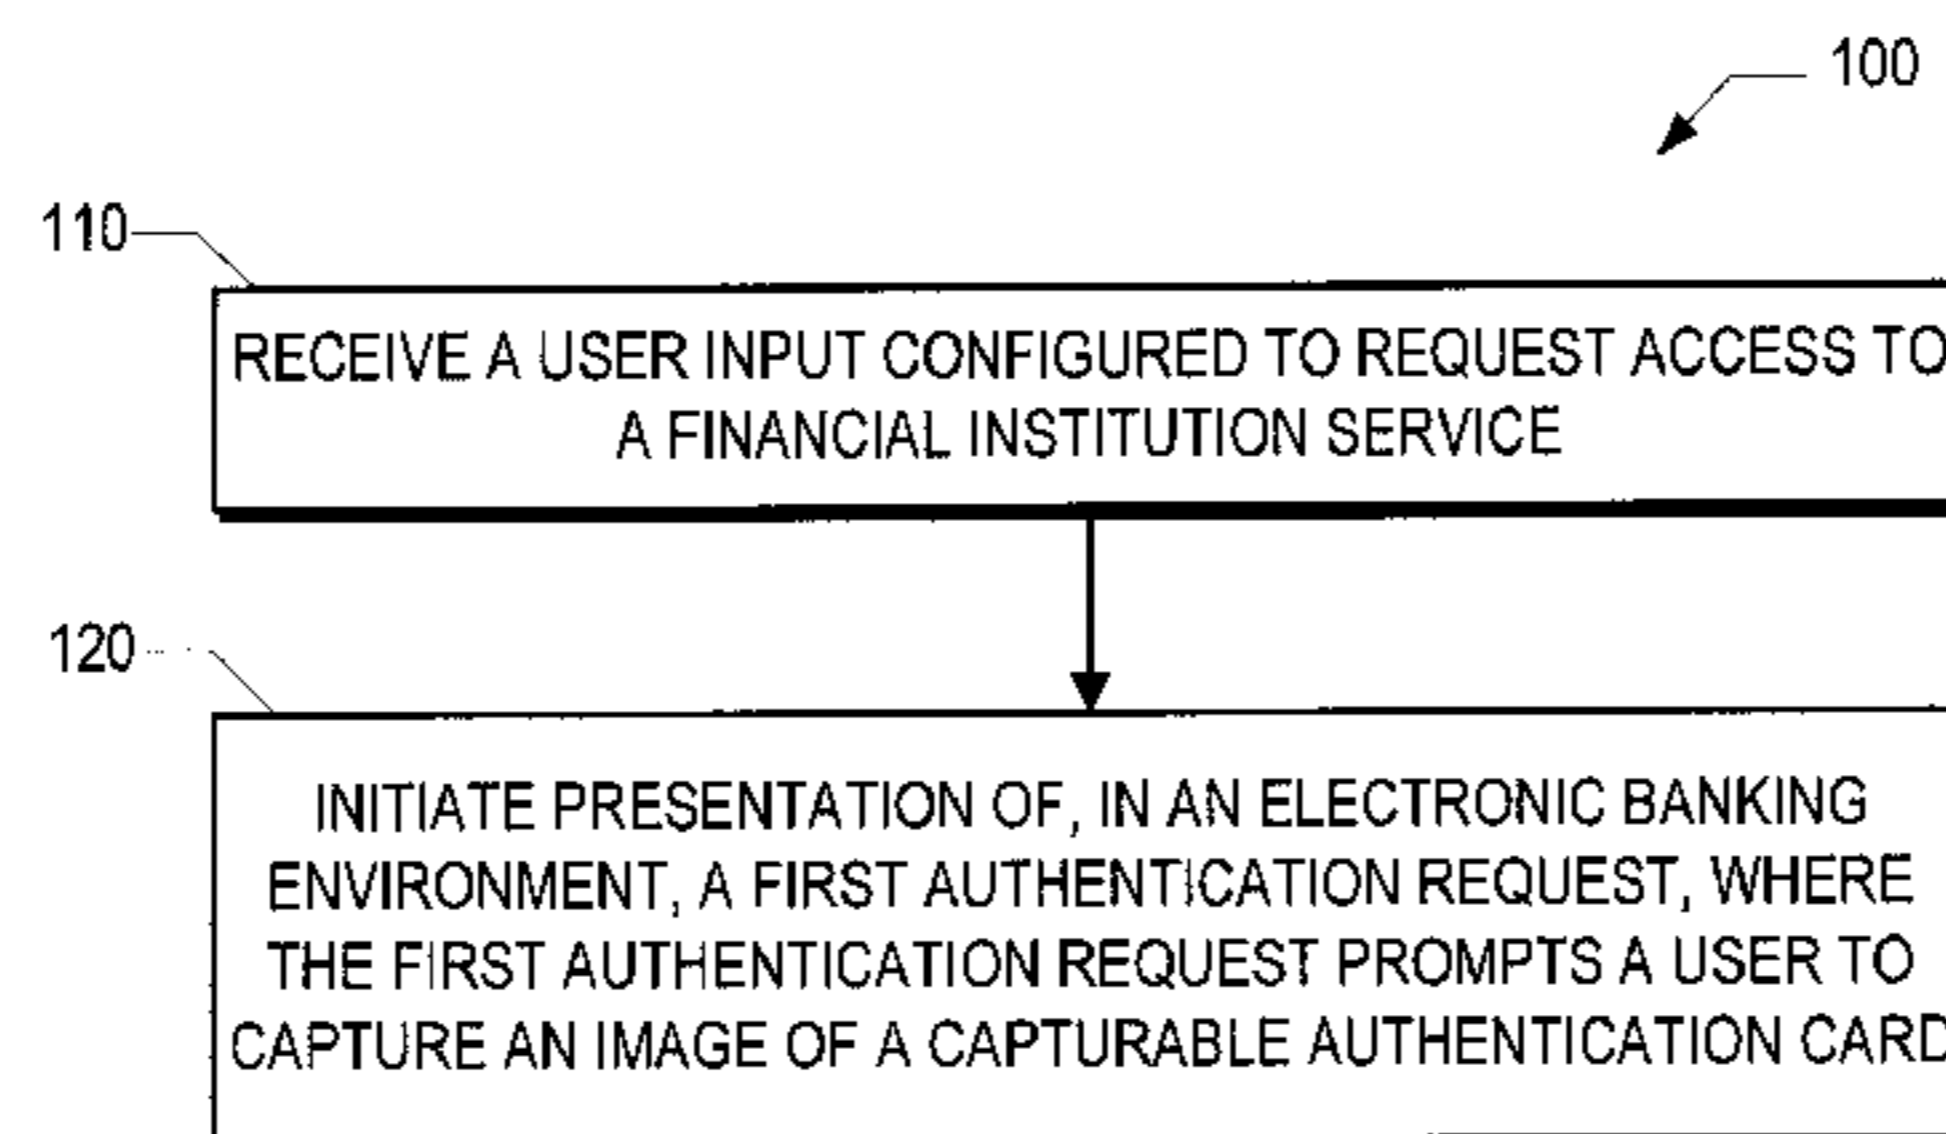 100
110
RECEIVE A USER INPUT CONFIGURED TO REQUEST ACCESS TO
A FINANCIAL INSTITUTION SERVICE
120
INITIATE PRESENTATION OF, IN AN ELECTRONIC BANKING
ENVIRONMENT, A FIRST AUTHENTICATION REQUEST, WHERE
THE FIRST AUTHENTICATION REQUEST PROMPTS A USER TO
CAPTURE AN IMAGE OF A CAPTURABLE AUTHENTICATION CARD